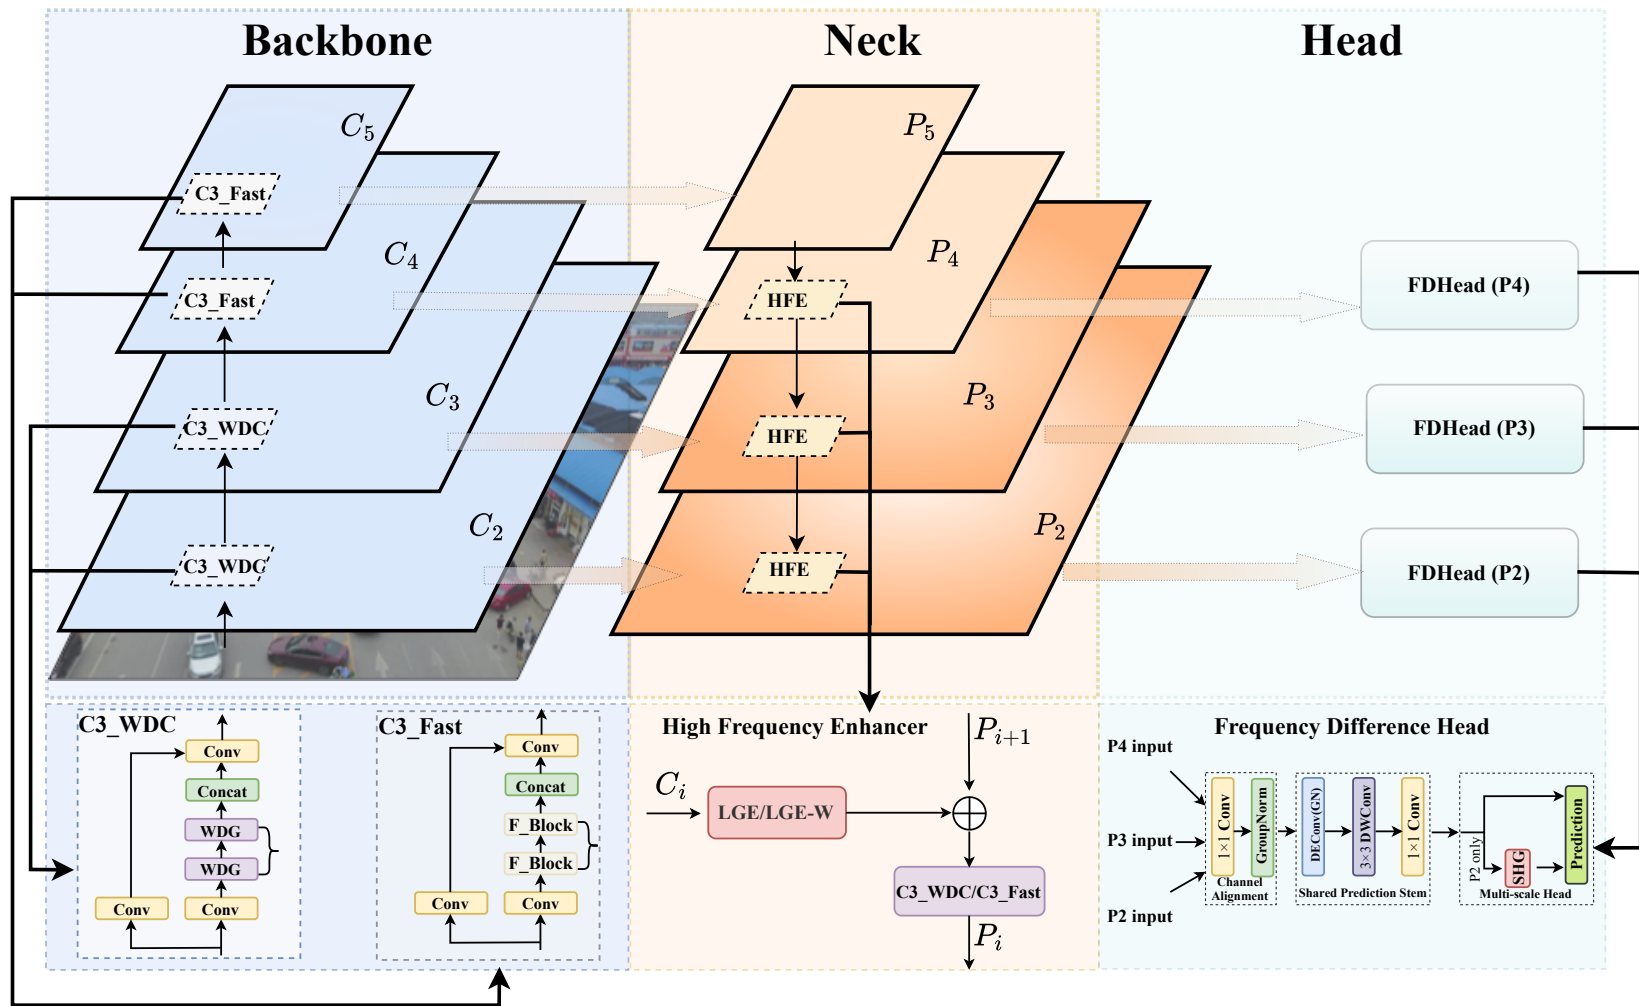 Backbone
Neck
Head
C5
P5
C3_Fast
C4
P4
C3_Fast
HFE
FDHead (P4)
C3
P3
C3_WDC
HFE
FDHead (P3)
C2
P2
C3_WDG
HFE
FDHead (P2)
C3_WDC
Conv
Concat
WDG
WDG
Conv
Conv
C3_Fast
Conv
Concat
F_Block
F_Block
Conv
Conv
High Frequency Enhancer
Pi+1
Ci
LGE/LGE-W
C3_WDC/C3_Fast
Pi
Frequency Difference Head
P4 input
P3 input
P2 input
1×1 Conv
GroupNorm
Channel
Alignment
DEConv(GN)
3×3 DWConv
1×1 Conv
Shared Prediction Stem
P2 only
SHG
Prediction
Multi-scale Head